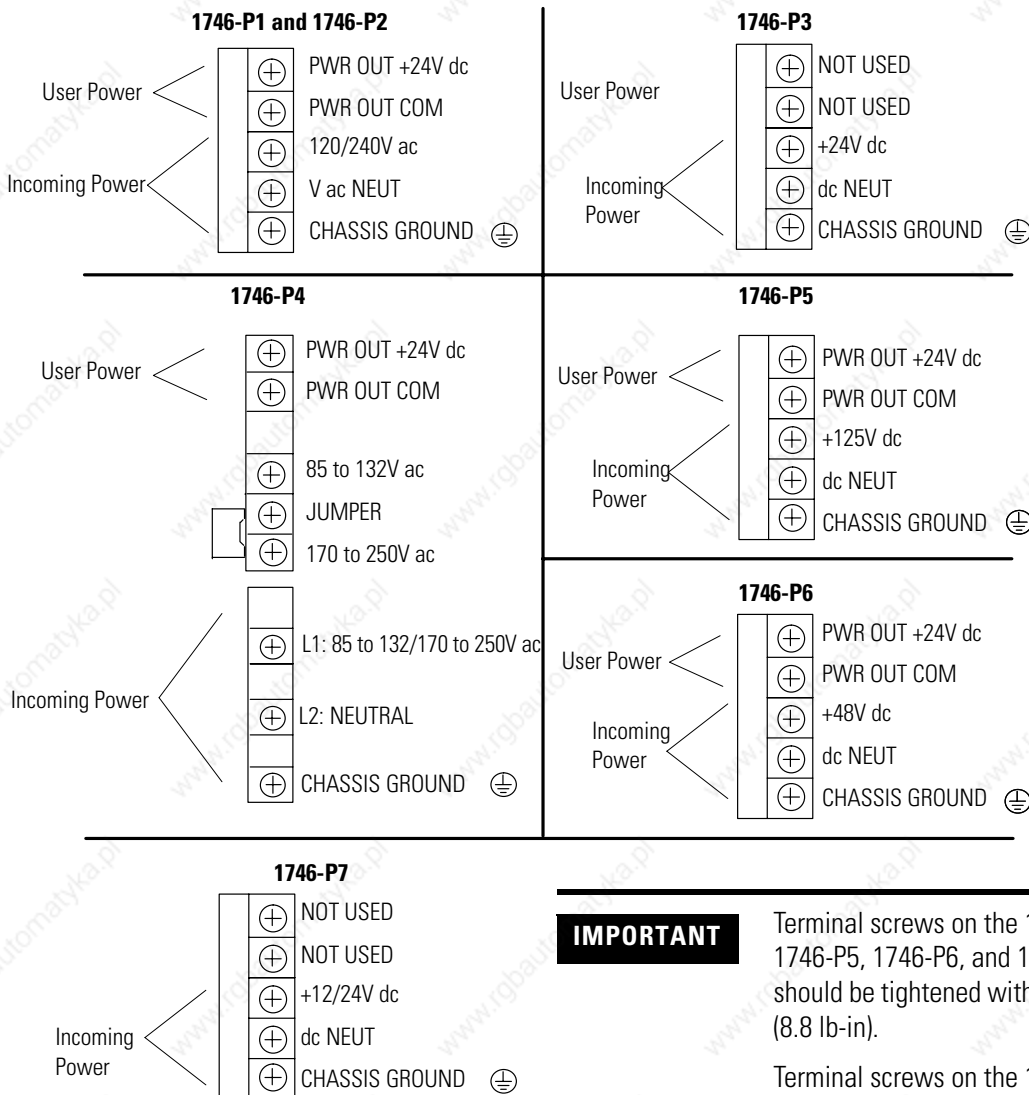 1746-P1 and 1746-P2
User Power
PWR OUT +24V dc
PWR OUT COM
Incoming Power
120/240V ac
V ac NEUT
CHASSIS GROUND
1746-P3
User Power
NOT USED
NOT USED
Incoming
Power
+24V dc
dc NEUT
CHASSIS GROUND
1746-P4
User Power
PWR OUT +24V dc
PWR OUT COM
85 to 132V ac
JUMPER
170 to 250V ac
Incoming Power
L1: 85 to 132/170 to 250V ac
L2: NEUTRAL
CHASSIS GROUND
1746-P5
User Power
PWR OUT +24V dc
PWR OUT COM
Incoming
Power
+125V dc
dc NEUT
CHASSIS GROUND
1746-P6
User Power
PWR OUT +24V dc
PWR OUT COM
Incoming
Power
+48V dc
dc NEUT
CHASSIS GROUND
1746-P7
NOT USED
NOT USED
Incoming
Power
+12/24V dc
dc NEUT
CHASSIS GROUND
IMPORTANT
Terminal screws on the
1746-P5, 1746-P6, and
should be tightened with
(8.8 lb-in).
Terminal screws on the
www.rgbautomatyka.pl